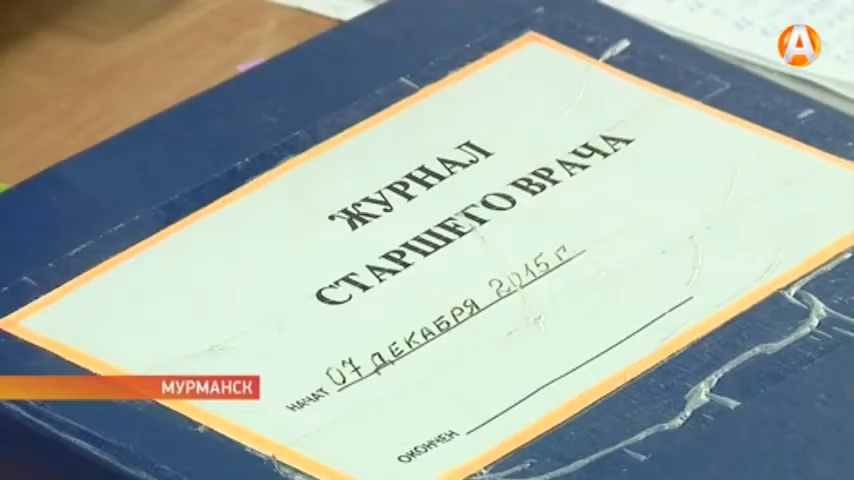 А
ЖУРНАЛ
СТАРШЕГО ВРАЧА
НАЧАТ 07 ДЕКАБРЯ 2015 г.
ОКОНЧЕН
МУРМАНСК